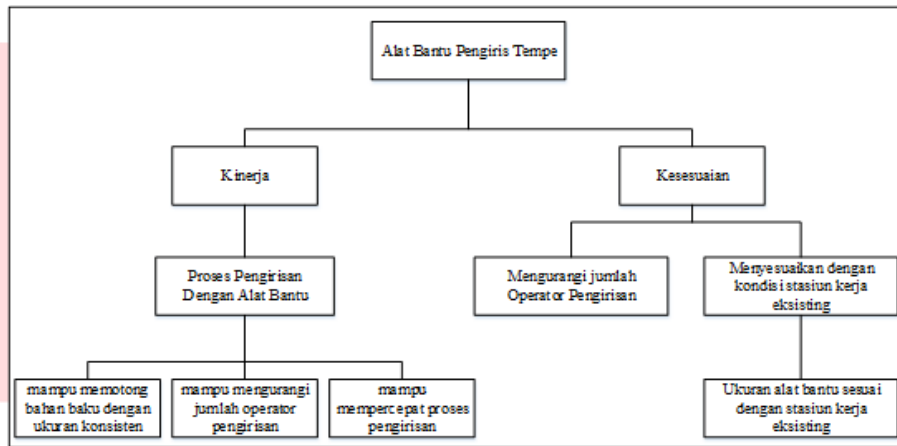 Alat Bantu Pengiris Tempe
Kinerja
Kesesuaian
Proses Pengirisan
Dengan Alat Bantu
Mengurangi jumlah
Operator Pengirisan
Menyesuaikan dengan
kondisi stasiun kerja
eksisting
mampu memotong
bahan baku dengan
ukuran konsisten
mampu mengurangi
jumlah operator
pengirisan
mampu
mempercepat proses
pengirisan
Ukuran alat bantu sesuai
dengan stasiun kerja
eksisting